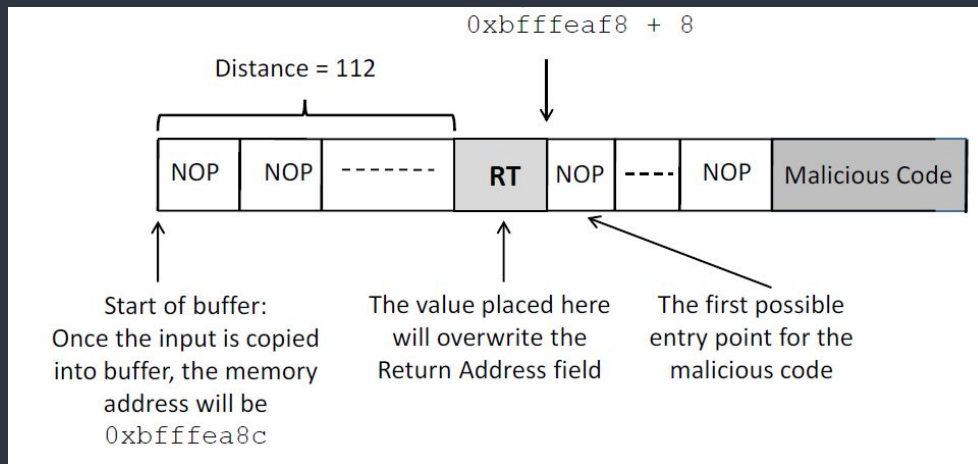 0xbfffeaf8 + 8
Distance = 112
NOP NOP -------- RT NOP ---- NOP Malicious Code
Start of buffer:
Once the input is copied
into buffer, the memory
address will be
0xbfffea8c
The value placed here
will overwrite the
Return Address field
The first possible
entry point for the
malicious code